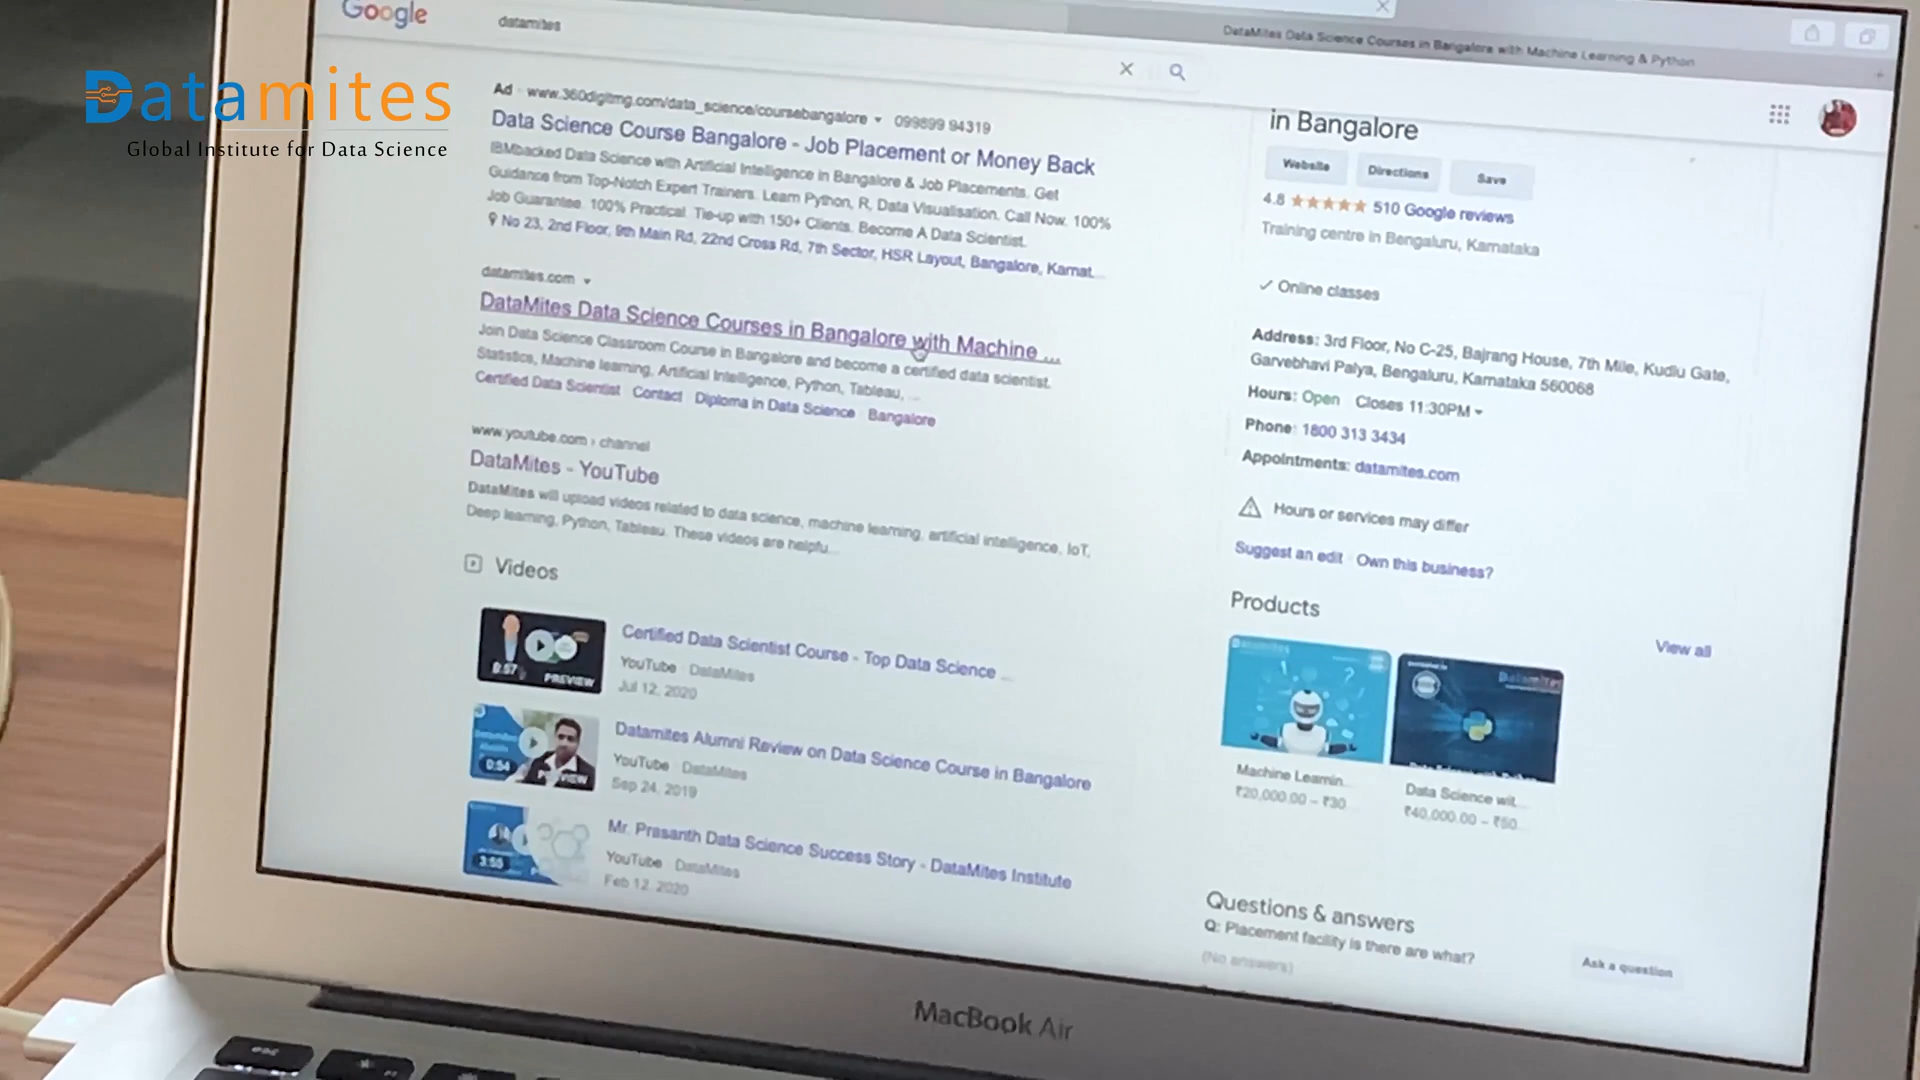 Datamites
Global Institute for Data Science
Google
datamites
DataMites Data Science Courses in Bangalore with Machine Learning & Python
Ad · www.360digitmg.com/data_science/coursebangalore 099899 94319
Data Science Course Bangalore - Job Placement or Money Back
IBMbacked Data Science with Artificial Intelligence in Bangalore & Job Placements. Get
Guidance from Top-Notch Expert Trainers. Learn Python, R, Data Visualisation. Call Now. 100%
Job Guarantee. 100% Practical. Tie-up with 150+ Clients. Become A Data Scientist.
No 23, 2nd Floor, 9th Main Rd, 22nd Cross Rd, 7th Sector, HSR Layout, Bangalore, Karnat...
datamites.com
DataMites Data Science Courses in Bangalore with Machine ...
Join Data Science Classroom Course in Bangalore and become a certified data scientist.
Statistics, Machine learning, Artificial Intelligence, Python, Tableau, ...
Certified Data Scientist · Contact · Diploma in Data Science · Bangalore
www.youtube.com › channel
DataMites - YouTube
DataMites will upload videos related to data science, machine learning, artificial intelligence, IoT,
Deep learning, Python, Tableau. These videos are helpfu...
Videos
0:57 PREVIEW
Certified Data Scientist Course - Top Data Science ...
YouTube · DataMites
Jul 12, 2020
0:54
Datamites Alumni Review on Data Science Course in Bangalore
YouTube · DataMites
Sep 24, 2019
3:55
Mr. Prasanth Data Science Success Story - DataMites Institute
YouTube · DataMites
Feb 12, 2020
in Bangalore
Website Directions Save
4.8 510 Google reviews
Training centre in Bengaluru, Karnataka
Online classes
Address: 3rd Floor, No C-25, Bajrang House, 7th Mile, Kudlu Gate,
Garvebhavi Palya, Bengaluru, Karnataka 560068
Hours: Open · Closes 11:30PM
Phone: 1800 313 3434
Appointments: datamites.com
Hours or services may differ
Suggest an edit · Own this business?
Products
View all
Datamites
Machine Learnin...
₹20,000.00 – ₹30...
Data Science wit...
₹40,000.00 – ₹50...
Questions & answers
Q: Placement facility is there are what?
(No answers)
Ask a question
MacBook Air
esc